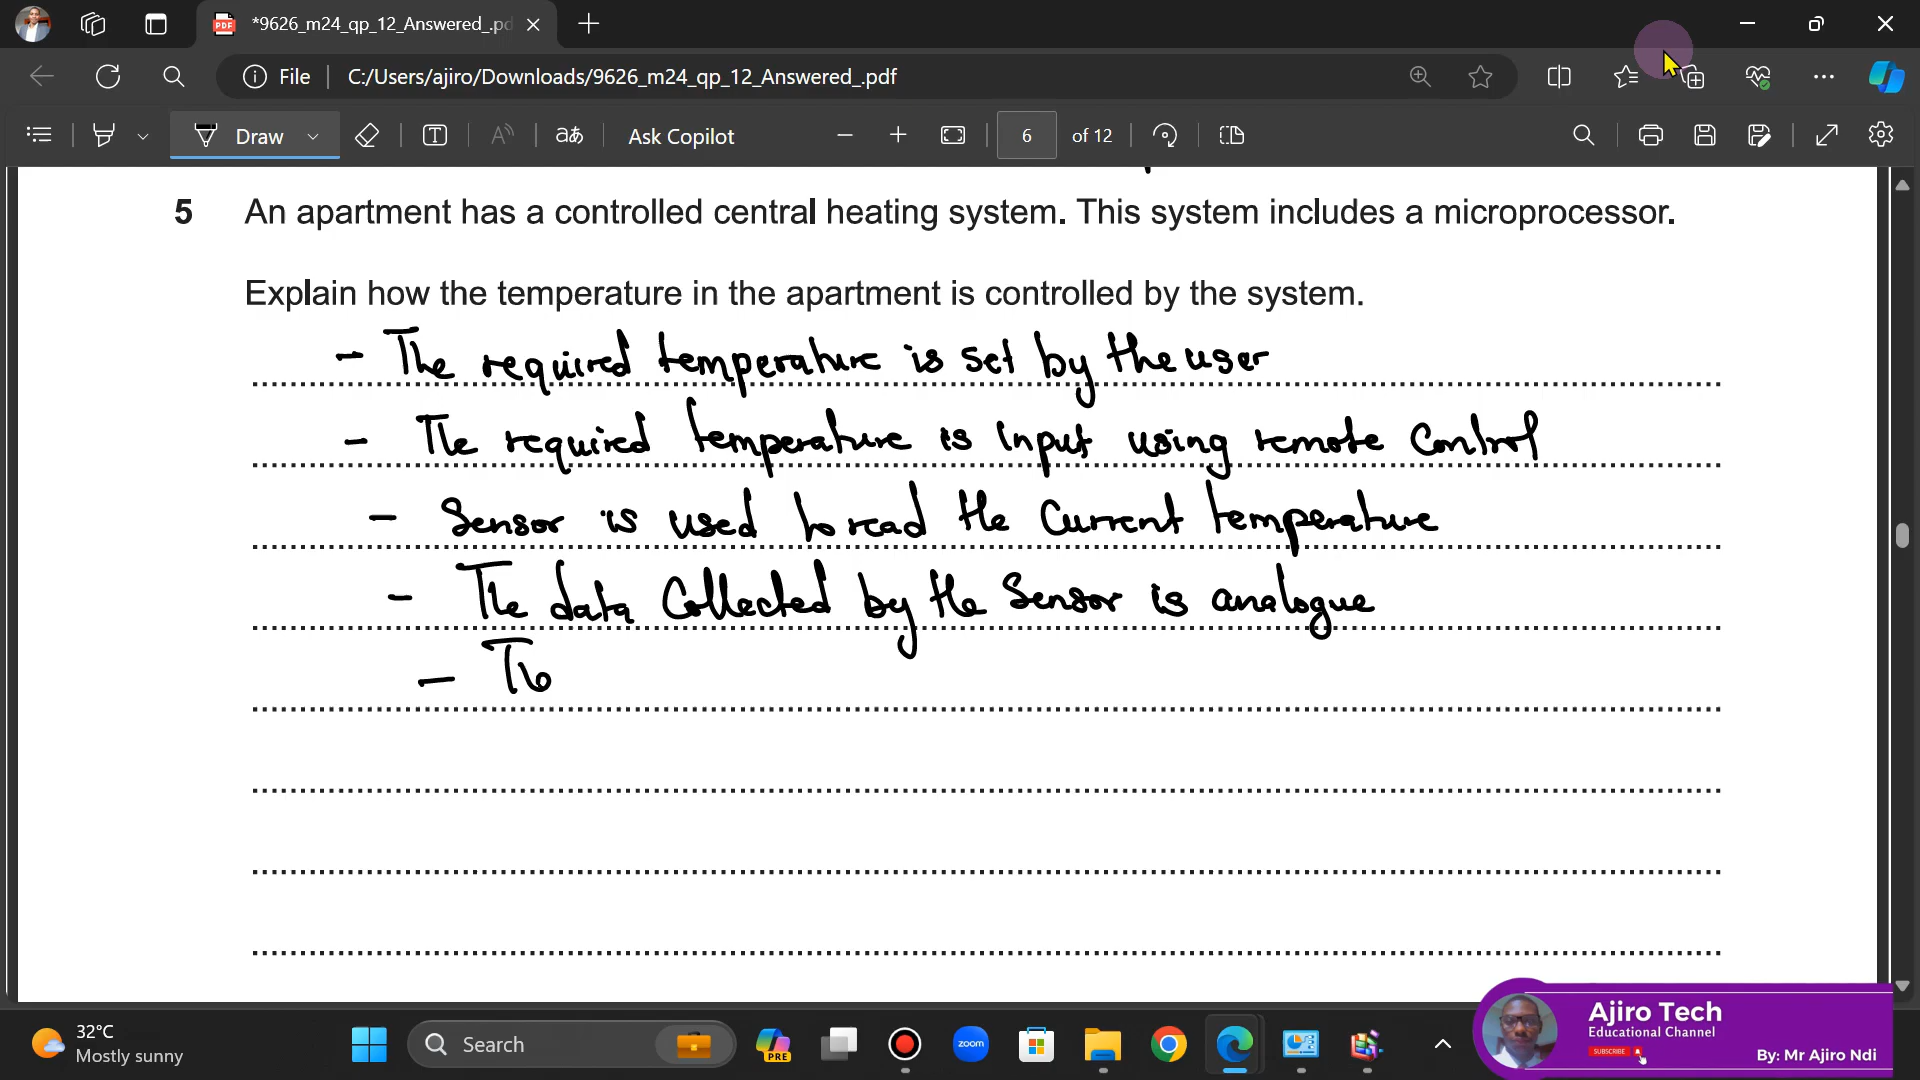 *9626_m24_qp_12_Answered_.pd
File
C:/Users/ajiro/Downloads/9626_m24_qp_12_Answered_.pdf
Draw
Ask Copilot
6 of 12
5 An apartment has a controlled central heating system. This system includes a microprocessor.
Explain how the temperature in the apartment is controlled by the system.
- The required temperature is set by the user
- The required temperature is input using remote control
- Sensor is used to read the current temperature
- The data collected by the sensor is analogue
-
32°C
Mostly sunny
Search
PRE
zoom
Ajiro Tech
Educational Channel
SUBSCRIBE
By: Mr Ajiro Ndi